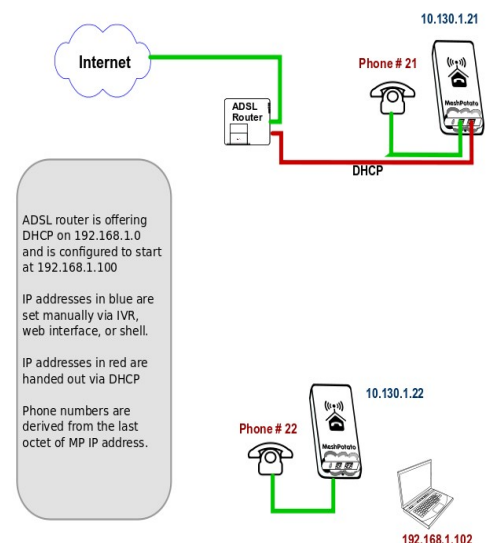 10.130.1.21
Internet
Phone # 21
MeshPotato
ADSL
Router
DHCP
ADSL router is offering
DHCP on 192.168.1.0
and is configured to start
at 192.168.1.100
IP addresses in blue are
set manually via IVR,
web interface, or shell.
IP addresses in red are
handed out via DHCP
Phone numbers are
derived from the last
octet of MP IP address.
10.130.1.22
Phone # 22
MeshPotato
192.168.1.102